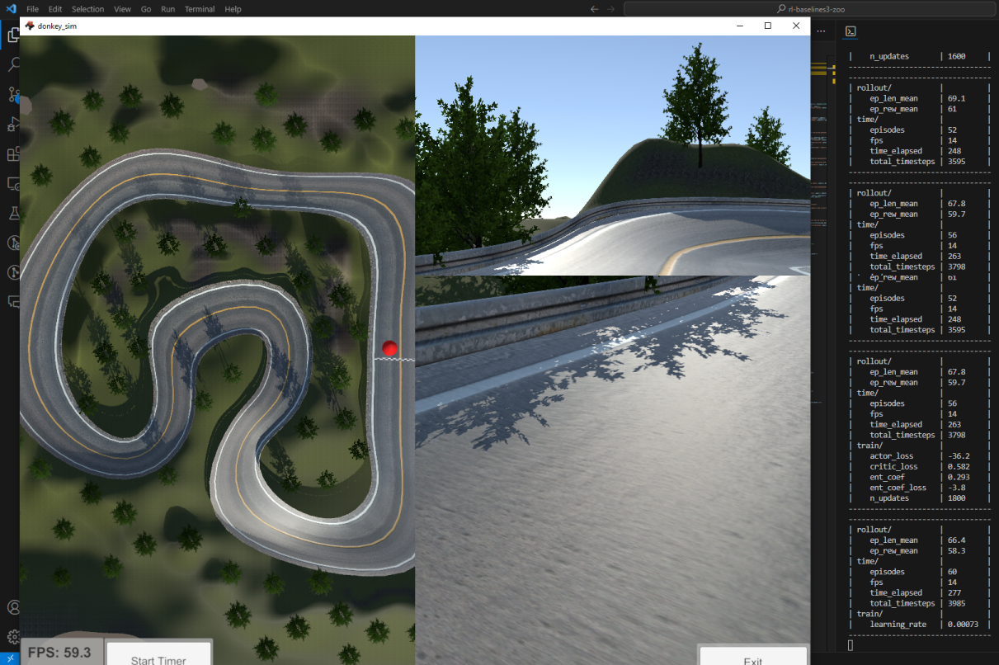 File Edit Selection View Go Run Terminal Help
rl-baselines3-zoo
donkey_sim
FPS: 59.3
Start Timer
Exit
| n_updates | 1600 |
----------------------------------
| rollout/ | |
| ep_len_mean | 69.1 |
| ep_rew_mean | 61 |
| time/ | |
| episodes | 52 |
| fps | 14 |
| time_elapsed | 248 |
| total_timesteps | 3595 |
----------------------------------
----------------------------------
| rollout/ | |
| ep_len_mean | 67.8 |
| ep_rew_mean | 59.7 |
| time/ | |
| episodes | 56 |
| fps | 14 |
| time_elapsed | 263 |
| total_timesteps | 3798 |
| ep_rew_mean | 61 |
| time/ | |
| episodes | 52 |
| fps | 14 |
| time_elapsed | 248 |
| total_timesteps | 3595 |
----------------------------------
----------------------------------
| rollout/ | |
| ep_len_mean | 67.8 |
| ep_rew_mean | 59.7 |
| time/ | |
| episodes | 56 |
| fps | 14 |
| time_elapsed | 263 |
| total_timesteps | 3798 |
| train/ | |
| actor_loss | -36.2 |
| critic_loss | 0.582 |
| ent_coef | 0.293 |
| ent_coef_loss | -3.8 |
| n_updates | 1800 |
----------------------------------
----------------------------------
| rollout/ | |
| ep_len_mean | 66.4 |
| ep_rew_mean | 58.3 |
| time/ | |
| episodes | 60 |
| fps | 14 |
| time_elapsed | 277 |
| total_timesteps | 3985 |
| train/ | |
| learning_rate | 0.00073 |
----------------------------------